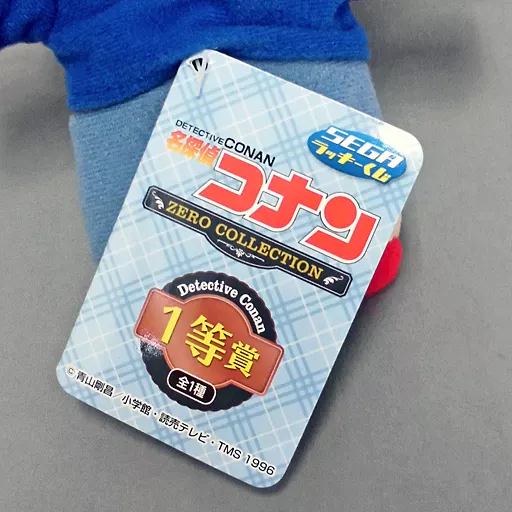 DETECTIVE CONAN
名探偵
コナン
SEGA
ラッキーくじ
ZERO COLLECTION
Detective Conan
1等賞
全1種
© 青山剛昌／小学館・読売テレビ・TMS 1996